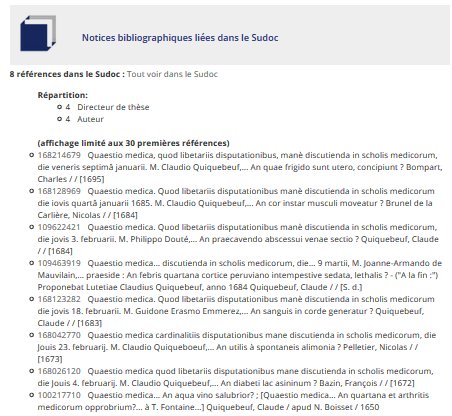 Notices bibliographiques liées dans le Sudoc
8 références dans le Sudoc : Tout voir dans le Sudoc
Répartition:
4 Directeur de thèse
4 Auteur
(affichage limité aux 30 premières références)
168214679 Quaestio medica, quod libetariis disputationibus, manè discutienda in scholis medicorum,
die veneris septimâ januarii. M. Claudio Quiquebeuf,... An quae frigido sunt utero, concipiunt ? Bompart,
Charles / / [1695]
168128969 Quaestio medica. Quod libetariis disputationibus manè discutienda in scholis medicorum
die iovis quartâ januarii 1685. M. Claudio Quiquebeuf,... An cor instar musculi moveatur ? Brunel de la
Carlière, Nicolas / / [1684]
109622421 Quaestio medica. Quod libetariis disputationibus manè discutienda in scholis medicorum,
die jovis 3. februarii. M. Philippo Douté,... An praecavendo abscessui venae sectio ? Quiquebeuf, Claude
/ / [1684]
109463919 Quaestio medica... discutienda in scholis medicorum, die... 9 martii, M. Joanne-Armando de
Mauvilain,... praeside : An febris quartana cortice peruviano intempestive sedata, lethalis ? - ("A la fin :")
Proponebat Lutetiae Claudius Quiquebeuf, anno 1684 Quiquebeuf, Claude / / [S. d.]
168123282 Quaestio medica. Quod libetariis disputationibus manè discutienda in scholis medicorum
die jovis 18. februarii. M. Guidone Erasmo Emmerez,... An sanguis in corde generatur ? Quiquebeuf,
Claude / / [1683]
168042770 Quaestio medica cardinalitiis disputationibus mane discutienda in scholis medicorum, die
Jouis 23. februarij. M. Claudio Quiqueboeuf,... An utilis à spontaneis alimonia ? Pelletier, Nicolas / /
[1673]
168026120 Quaestio medica quod libetariis disputationibus mane discutienda in scholis medicorum,
die Jouis 4. februarij. M. Claudio Quiquebeuf,... An diabeti lac asininum ? Bazin, François / / [1672]
100217710 Quaestio medica... An aqua vino salubrior? ; [Quaestio medica... An quartana et arthritis
medicorum opprobrium?... à T. Fontaine...] Quiquebeuf, Claude / apud N. Boisset / 1650